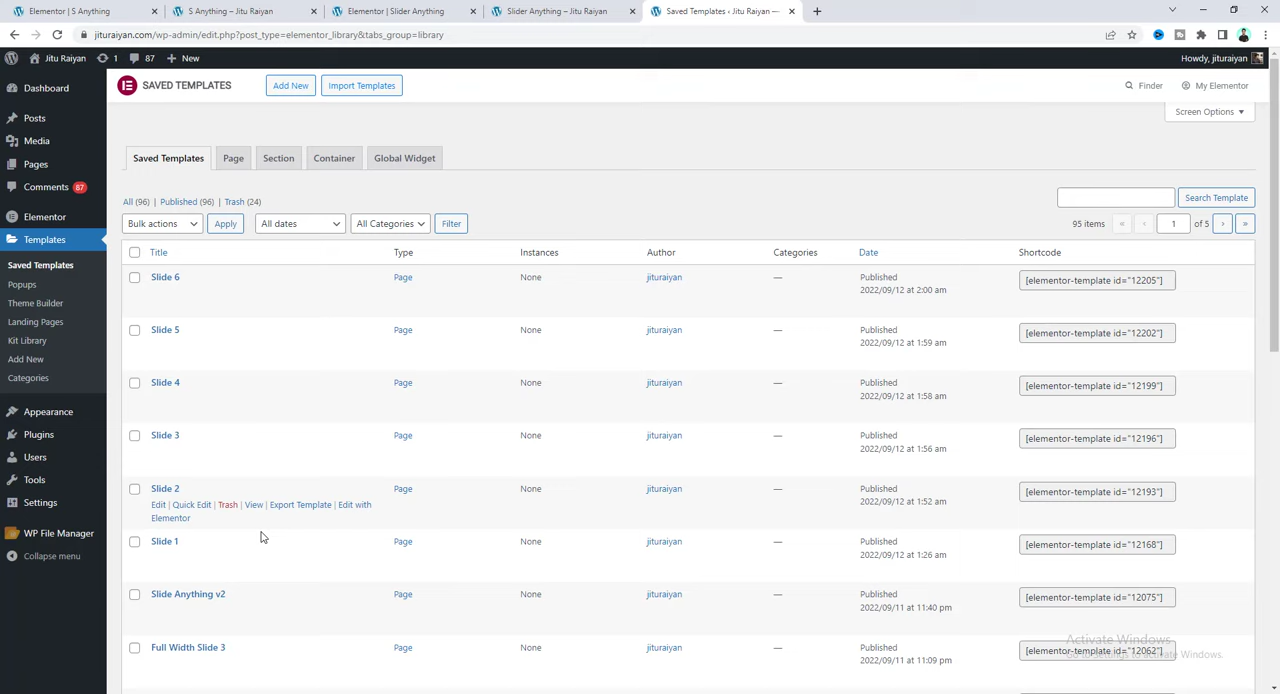 Elementor | S Anything
S Anything – Jitu Raiyan
Elementor | Slider Anything
Slider Anything – Jitu Raiyan
Saved Templates ‹ Jitu Raiyan —
jituraiyan.com/wp-admin/edit.php?post_type=elementor_library&tabs_group=library
Jitu Raiyan 1 87 + New
Howdy, jituraiyan
Dashboard
Posts
Media
Pages
Comments 87
Elementor
Templates
Saved Templates
Popups
Theme Builder
Landing Pages
Kit Library
Add New
Categories
Appearance
Plugins
Users
Tools
Settings
WP File Manager
Collapse menu
SAVED TEMPLATES Add New Import Templates
Finder My Elementor
Screen Options
Saved Templates Page Section Container Global Widget
All (96) | Published (96) | Trash (24)
Search Template
Bulk actions Apply All dates All Categories Filter
95 items « ‹ 1 of 5 › »
Title Type Instances Author Categories Date Shortcode
Slide 6 Page None jituraiyan — Published [elementor-template id="12205"]
2022/09/12 at 2:00 am
Slide 5 Page None jituraiyan — Published [elementor-template id="12202"]
2022/09/12 at 1:59 am
Slide 4 Page None jituraiyan — Published [elementor-template id="12199"]
2022/09/12 at 1:58 am
Slide 3 Page None jituraiyan — Published [elementor-template id="12196"]
2022/09/12 at 1:56 am
Slide 2 Page None jituraiyan — Published [elementor-template id="12193"]
Edit | Quick Edit | Trash | View | Export Template | Edit with 2022/09/12 at 1:52 am
Elementor
Slide 1 Page None jituraiyan — Published [elementor-template id="12168"]
2022/09/12 at 1:26 am
Slide Anything v2 Page None jituraiyan — Published [elementor-template id="12075"]
2022/09/11 at 11:40 pm
Full Width Slide 3 Page None jituraiyan — Published [elementor-template id="12062"]
2022/09/11 at 11:09 pm
Activate Windows
Go to Settings to activate Windows.